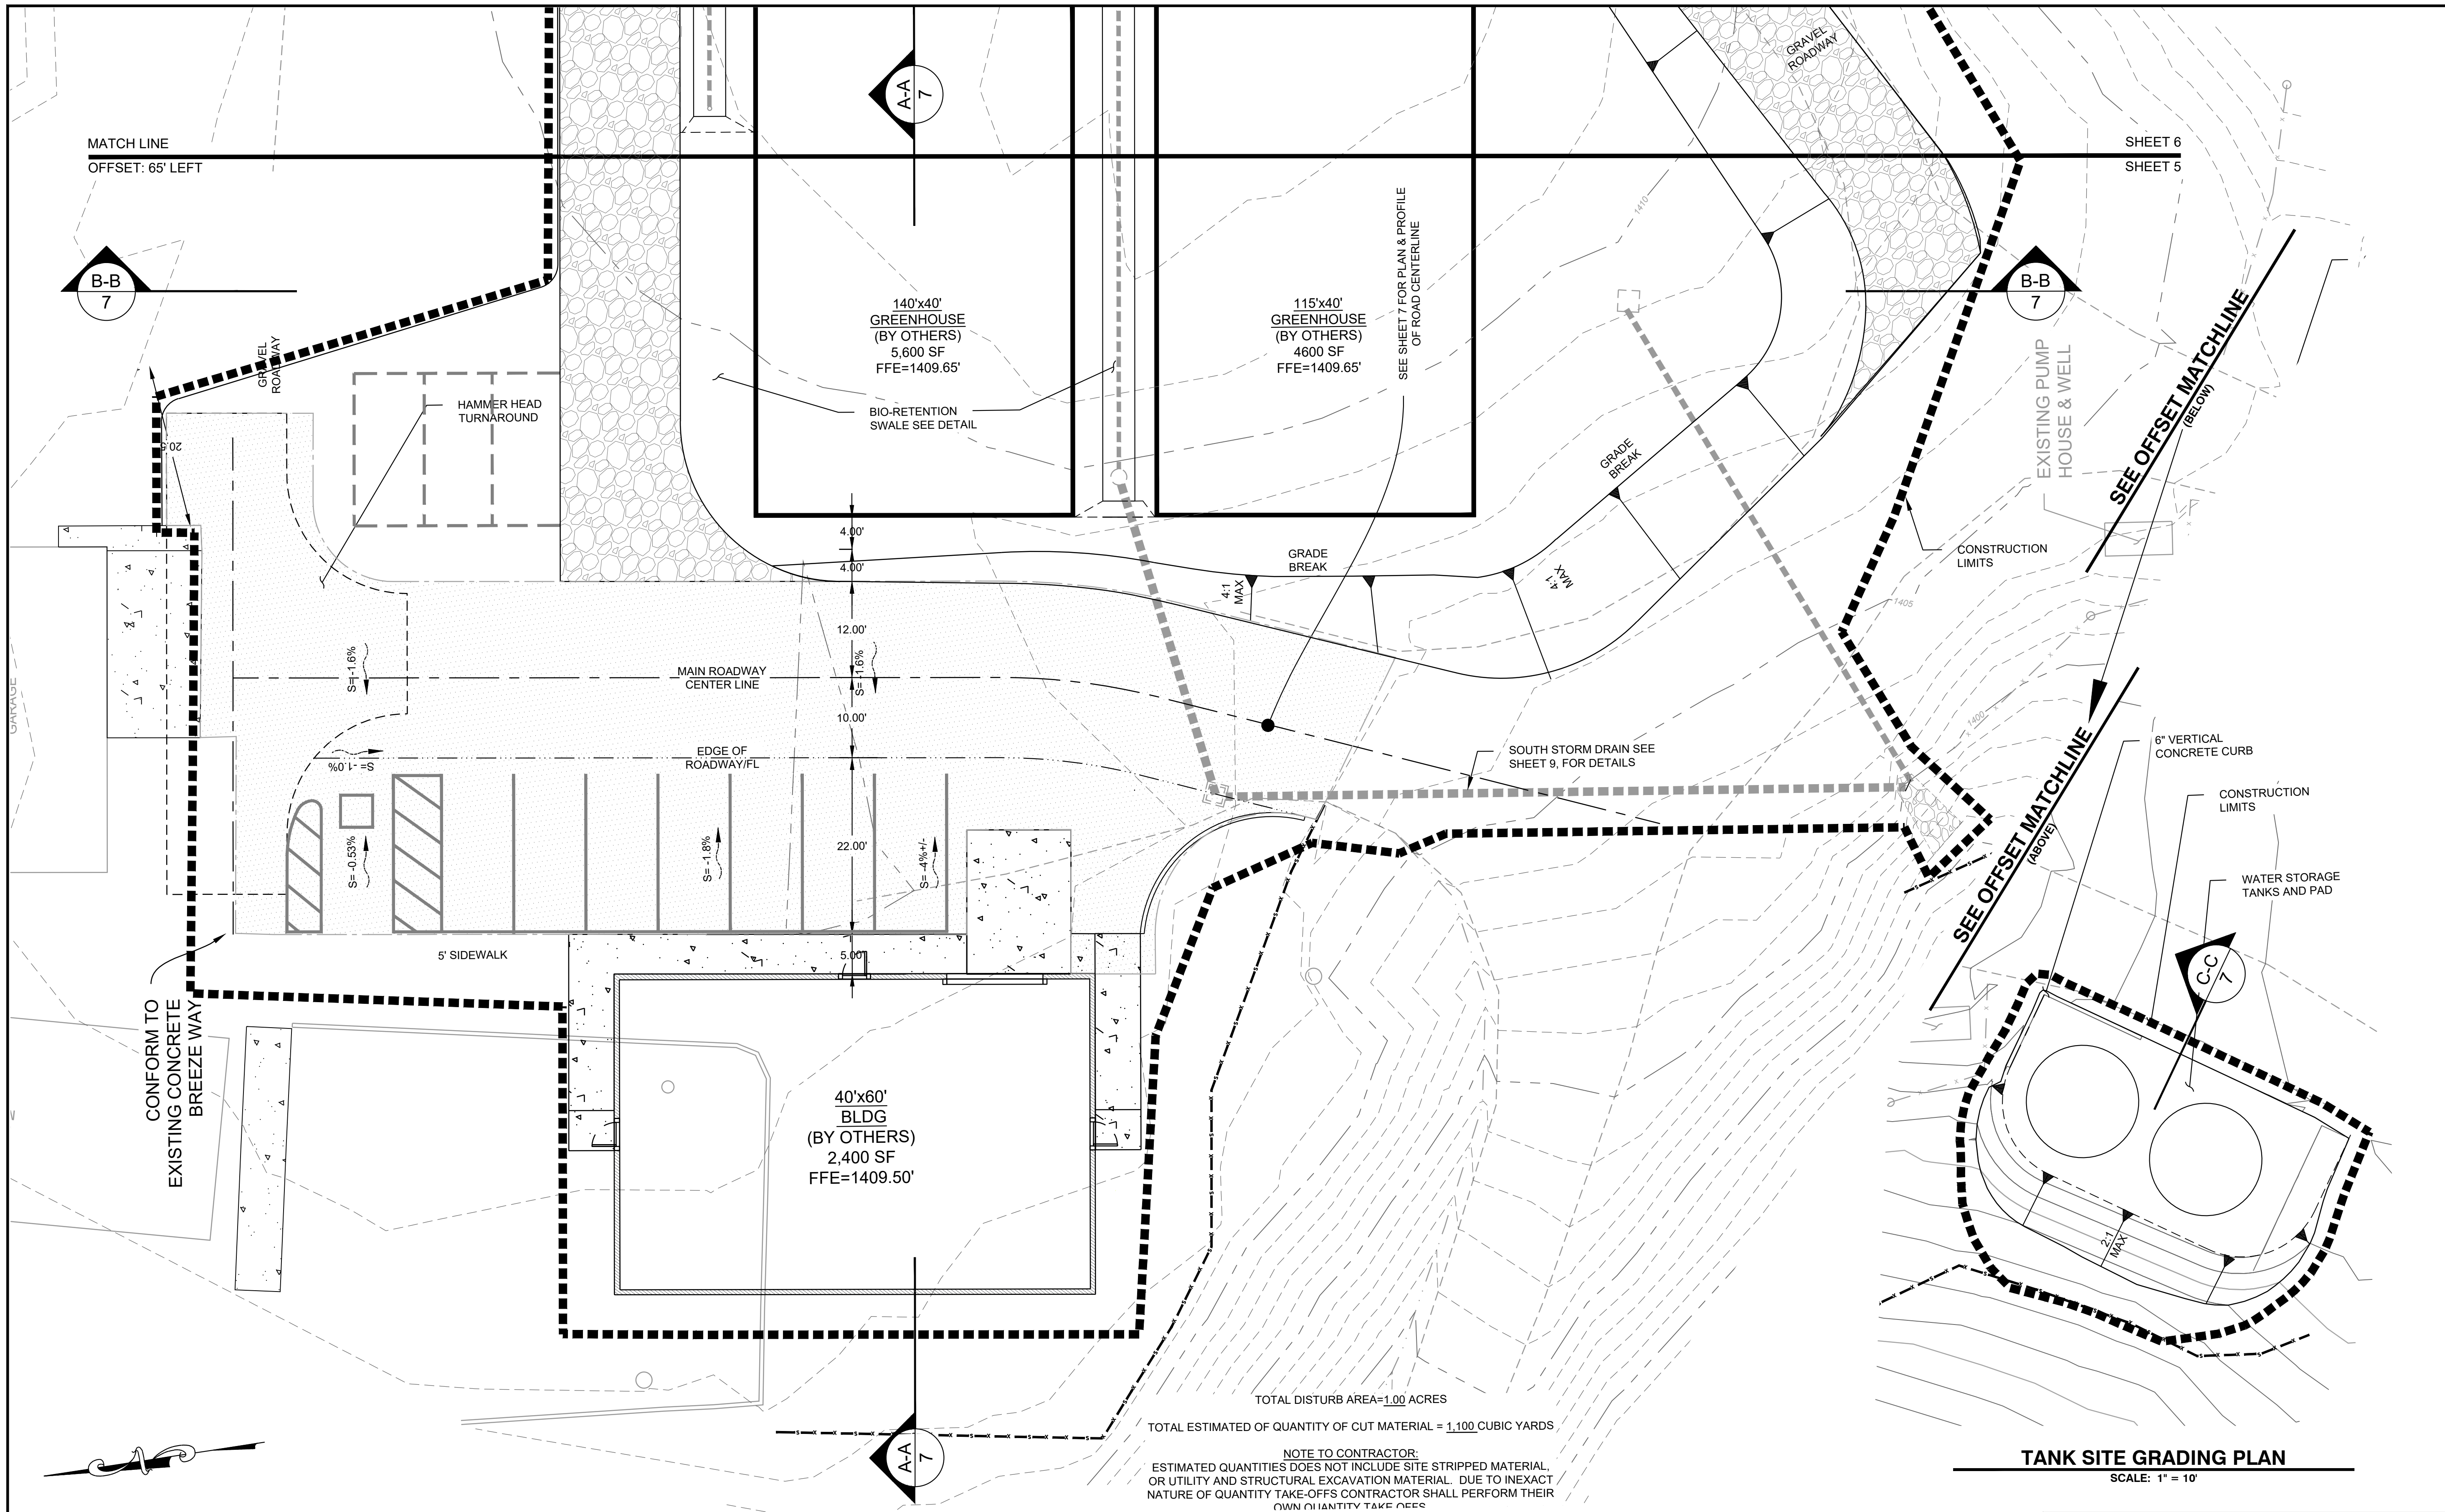 GRAVEL
ROADWAY
A-A
7
MATCH LINE
OFFSET: 65' LEFT
SHEET 6
SHEET 5
1410
B-B
7
B-B
7
140'x40'
GREENHOUSE
(BY OTHERS)
5,600 SF
FFE=1409.65'
115'x40'
GREENHOUSE
(BY OTHERS)
4600 SF
FFE=1409.65'
SEE SHEET 7 FOR PLAN & PROFILE
OF ROAD CENTERLINE
GRAVEL
ROADWAY
HAMMER HEAD
TURNAROUND
BIO-RETENTION
SWALE SEE DETAIL
EXISTING PUMP
HOUSE & WELL
SEE OFFSET MATCHLINE
(BELOW)
20.5
GRADE
BREAK
4.00'
4.00'
GRADE
BREAK
4:1
MAX
4:1
MAX
CONSTRUCTION
LIMITS
1405
12.00'
S= -1.6%
S= -1.6%
MAIN ROADWAY
CENTER LINE
GARAGE
10.00'
1400
EDGE OF
ROADWAY/FL
S= -1.0%
SOUTH STORM DRAIN SEE
SHEET 9, FOR DETAILS
6" VERTICAL
CONCRETE CURB
CONSTRUCTION
LIMITS
SEE OFFSET MATCHLINE
(ABOVE)
S= -0.53%
S= -1.8%
22.00'
S= -4%+/-
WATER STORAGE
TANKS AND PAD
5' SIDEWALK
5.00'
C-C
7
CONFORM TO
EXISTING CONCRETE
BREEZE WAY
40'x60'
BLDG
(BY OTHERS)
2,400 SF
FFE=1409.50'
2:1
MAX
N
A-A
7
TOTAL DISTURB AREA=1.00 ACRES
TOTAL ESTIMATED OF QUANTITY OF CUT MATERIAL = 1,100 CUBIC YARDS
NOTE TO CONTRACTOR:
ESTIMATED QUANTITIES DOES NOT INCLUDE SITE STRIPPED MATERIAL,
OR UTILITY AND STRUCTURAL EXCAVATION MATERIAL. DUE TO INEXACT
NATURE OF QUANTITY TAKE-OFFS CONTRACTOR SHALL PERFORM THEIR
OWN QUANTITY TAKE OFFS
TANK SITE GRADING PLAN
SCALE: 1" = 10'